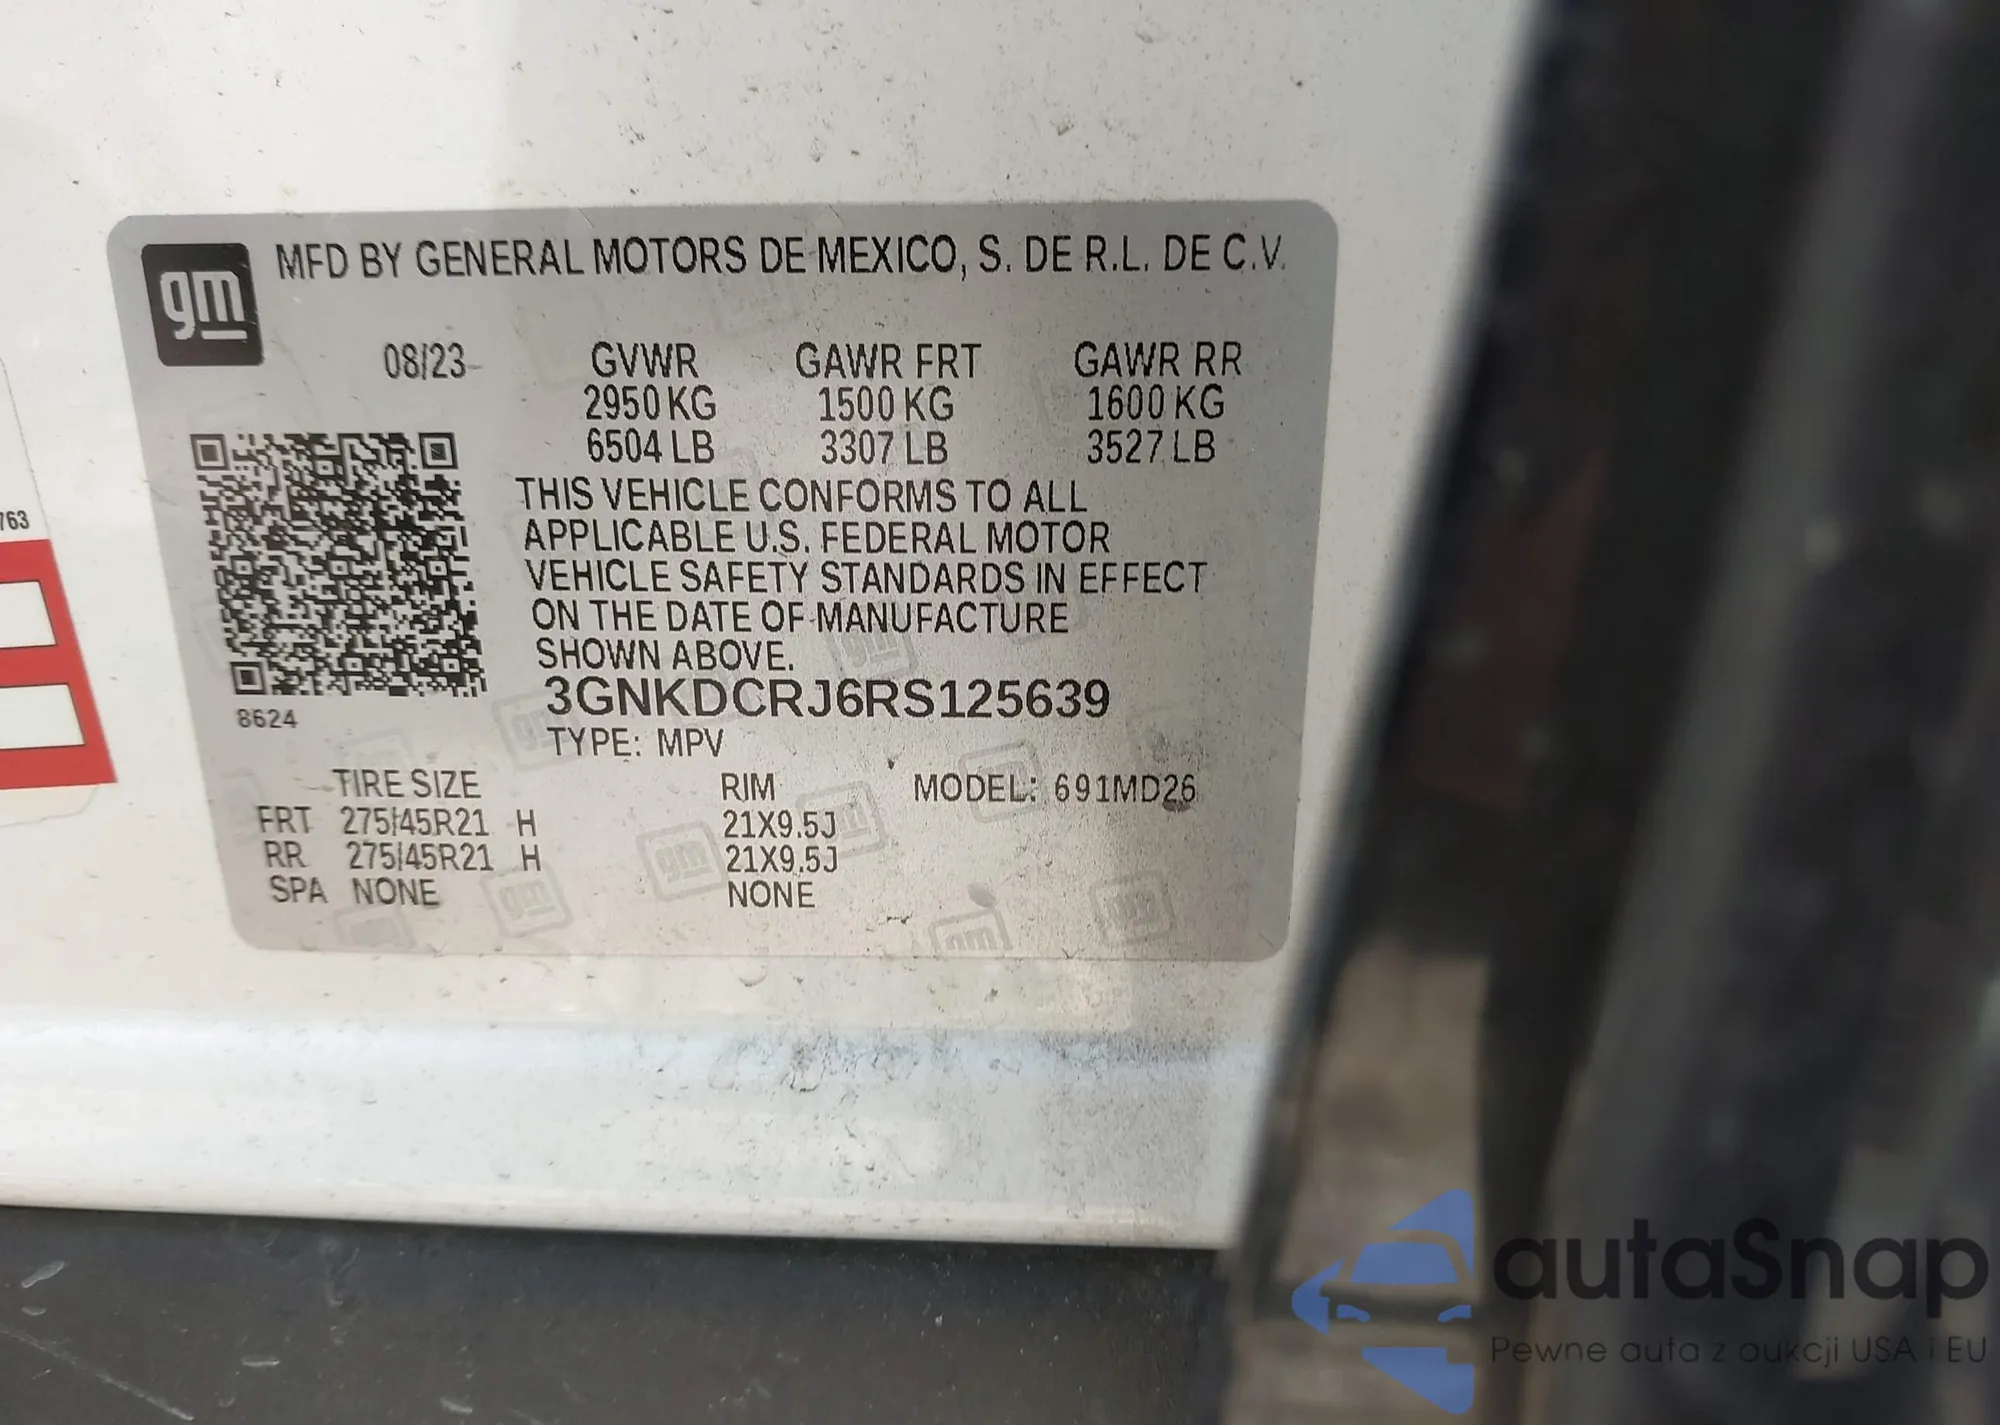 gm
MFD BY GENERAL MOTORS DE MEXICO, S. DE R.L. DE C.V.
08/23 GVWR GAWR FRT GAWR RR
2950 KG 1500 KG 1600 KG
6504 LB 3307 LB 3527 LB
THIS VEHICLE CONFORMS TO ALL
APPLICABLE U.S. FEDERAL MOTOR
VEHICLE SAFETY STANDARDS IN EFFECT
ON THE DATE OF MANUFACTURE
SHOWN ABOVE.
3GNKDCRJ6RS125639
8624
TYPE: MPV
TIRE SIZE RIM MODEL: 691MD26
FRT 275/45R21 H 21X9.5J
RR 275/45R21 H 21X9.5J
SPA NONE NONE
763
autaSnap
Pewne auta z aukcji USA i EU